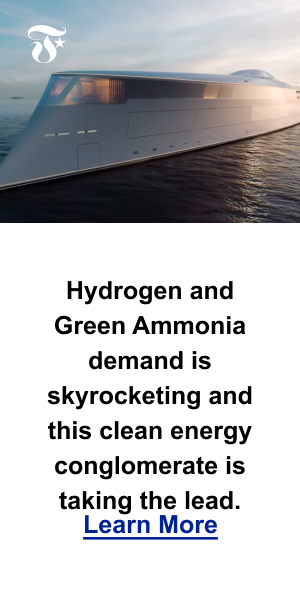 Hydrogen and
Green Ammonia
demand is
skyrocketing and
this clean energy
conglomerate is
taking the lead.
Learn More